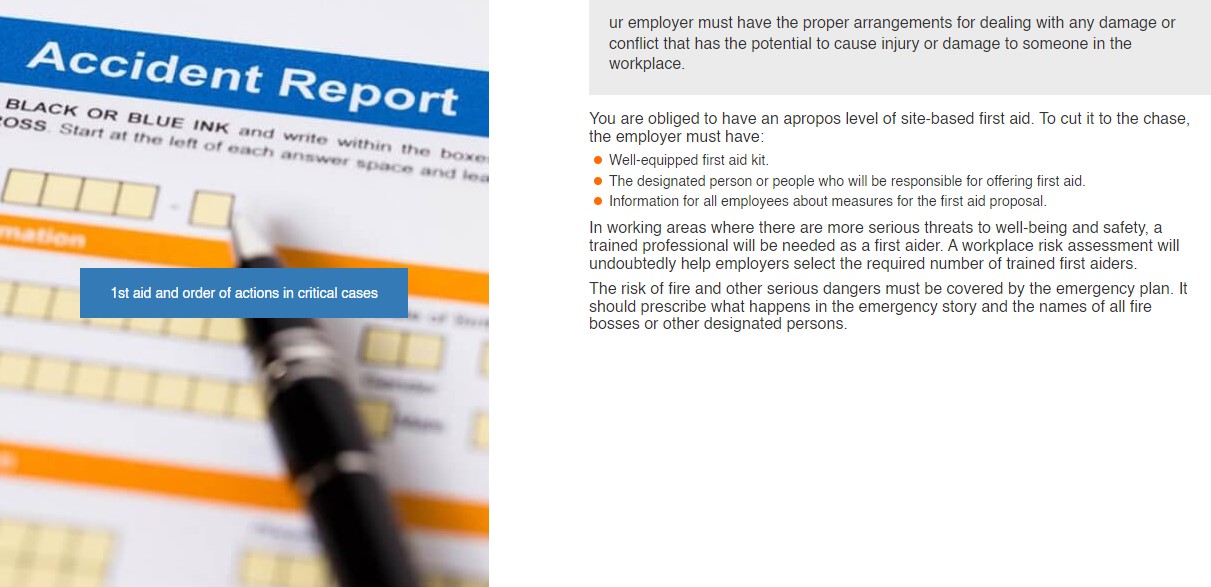 Accident Report
BLACK OR BLUE INK and write within the boxe
OSS. Start at the left of each answer space and lea
mation
1st aid and order of actions in critical cases
ur employer must have the proper arrangements for dealing with any damage or
conflict that has the potential to cause injury or damage to someone in the
workplace.
You are obliged to have an apropos level of site-based first aid. To cut it to the chase,
the employer must have:
Well-equipped first aid kit.
The designated person or people who will be responsible for offering first aid.
Information for all employees about measures for the first aid proposal.
In working areas where there are more serious threats to well-being and safety, a
trained professional will be needed as a first aider. A workplace risk assessment will
undoubtedly help employers select the required number of trained first aiders.
The risk of fire and other serious dangers must be covered by the emergency plan. It
should prescribe what happens in the emergency story and the names of all fire
bosses or other designated persons.